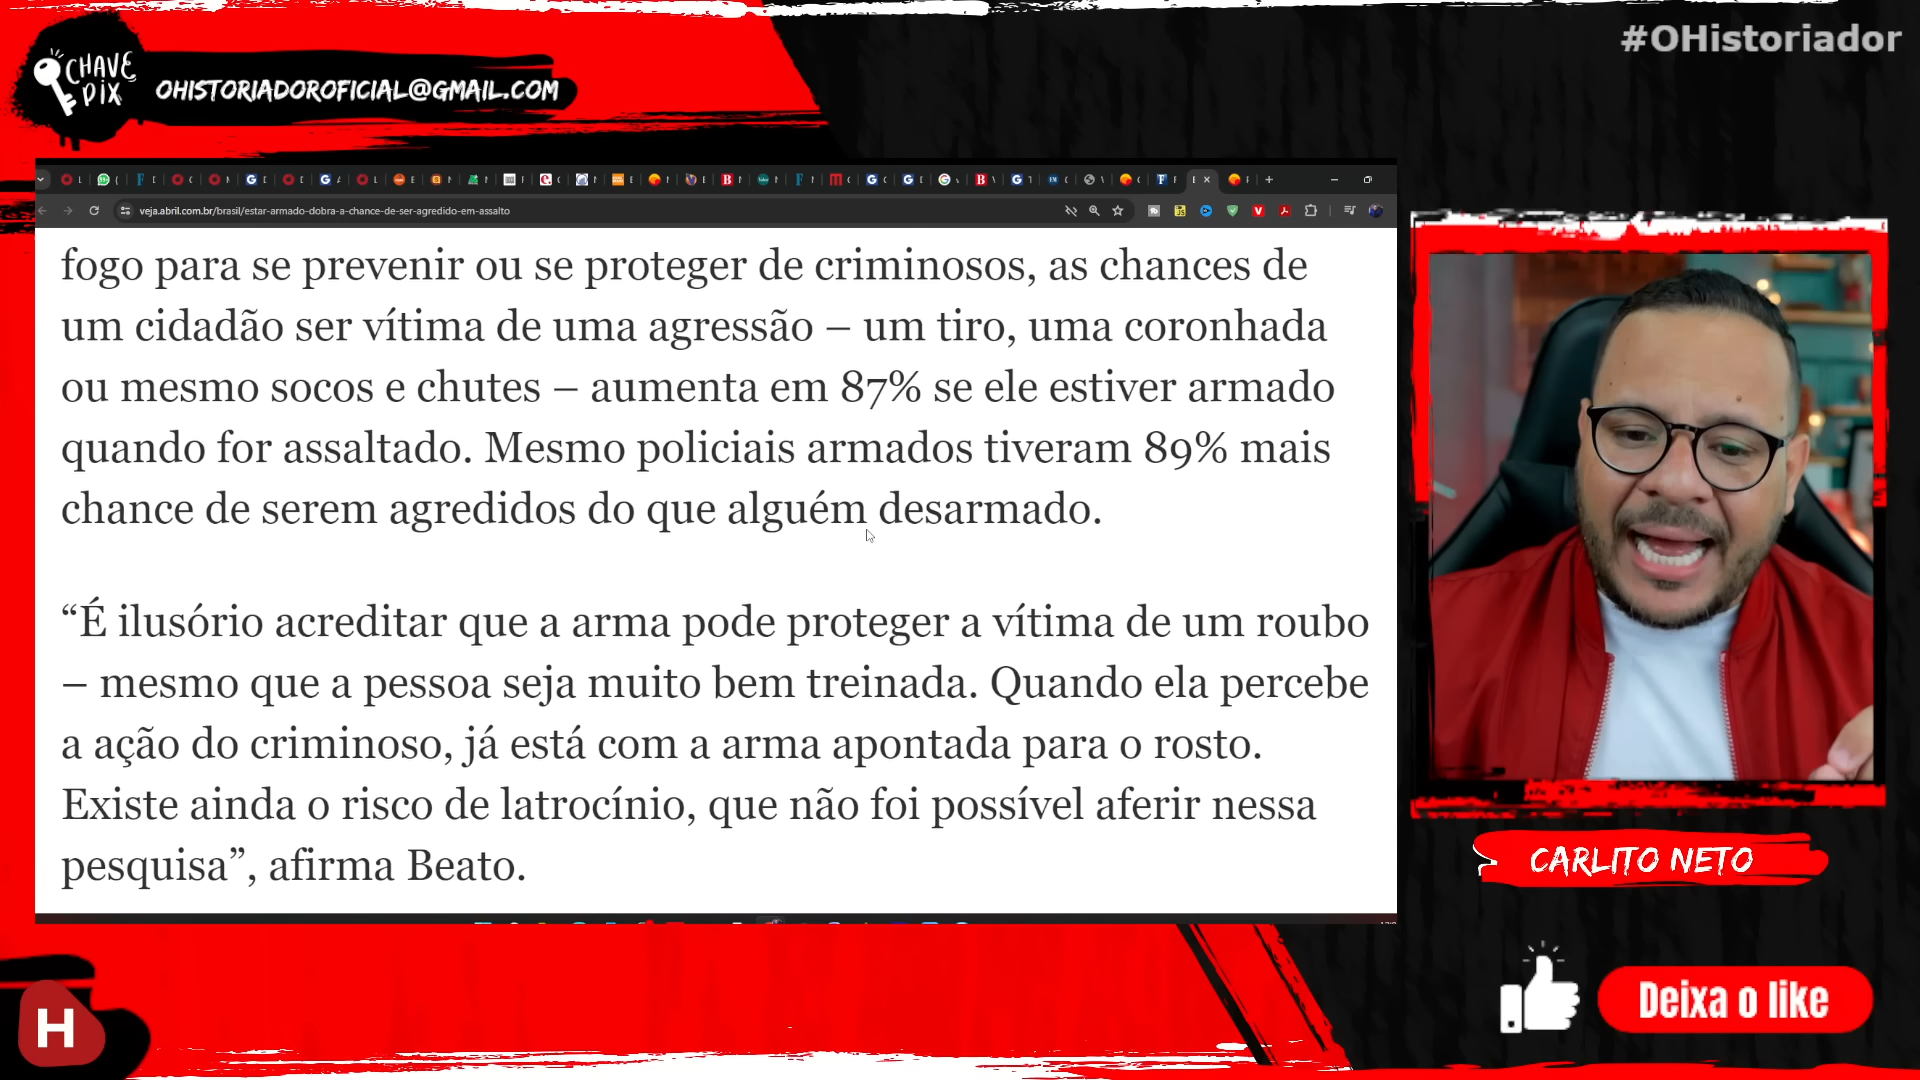 #OHistoriador
CHAVE
PIX
OHISTORIADOROFICIAL@GMAIL.COM
veja.abril.com.br/brasil/estar-armado-dobra-a-chance-de-ser-agredido-em-assalto
fogo para se prevenir ou se proteger de criminosos, as chances de
um cidadão ser vítima de uma agressão – um tiro, uma coronhada
ou mesmo socos e chutes – aumenta em 87% se ele estiver armado
quando for assaltado. Mesmo policiais armados tiveram 89% mais
chance de serem agredidos do que alguém desarmado.
“É ilusório acreditar que a arma pode proteger a vítima de um roubo
– mesmo que a pessoa seja muito bem treinada. Quando ela percebe
a ação do criminoso, já está com a arma apontada para o rosto.
Existe ainda o risco de latrocínio, que não foi possível aferir nessa
pesquisa”, afirma Beato.
CARLITO NETO
Deixa o like
H